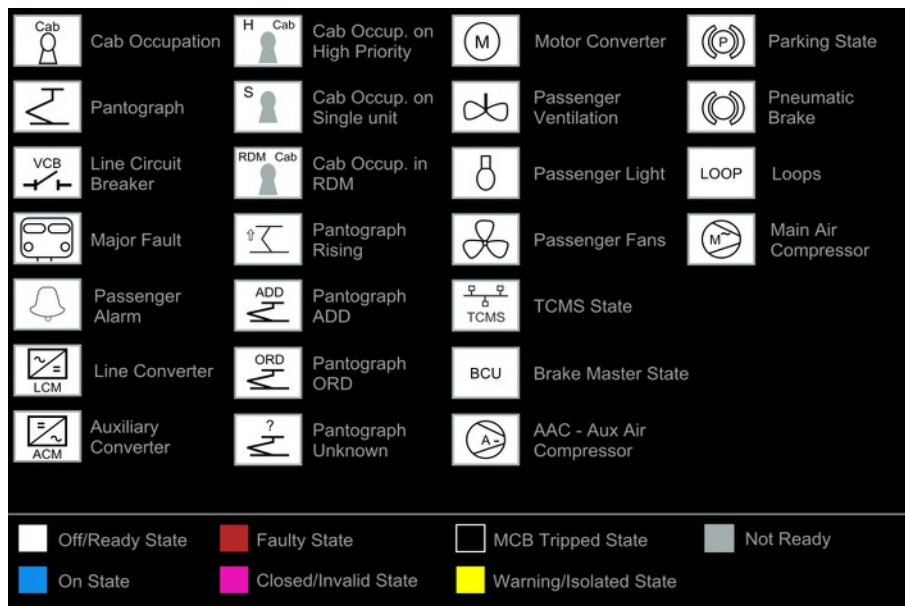 Cab
Cab Occupation
Pantograph
VCB
Line Circuit
Breaker
Major Fault
Passenger
Alarm
LCM
Line Converter
ACM
Auxiliary
Converter
H Cab
Cab Occup. on
High Priority
S
Cab Occup. on
Single unit
RDM Cab
Cab Occup. in
RDM
Pantograph
Rising
ADD
Pantograph
ADD
ORD
Pantograph
ORD
?
Pantograph
Unknown
M
Motor Converter
Passenger
Ventilation
Passenger Light
Passenger Fans
TCMS
TCMS State
BCU
Brake Master State
A~
AAC - Aux Air
Compressor
P
Parking State
Pneumatic
Brake
LOOP
Loops
M~
Main Air
Compressor
Off/Ready State
Faulty State
MCB Tripped State
Not Ready
On State
Closed/Invalid State
Warning/Isolated State